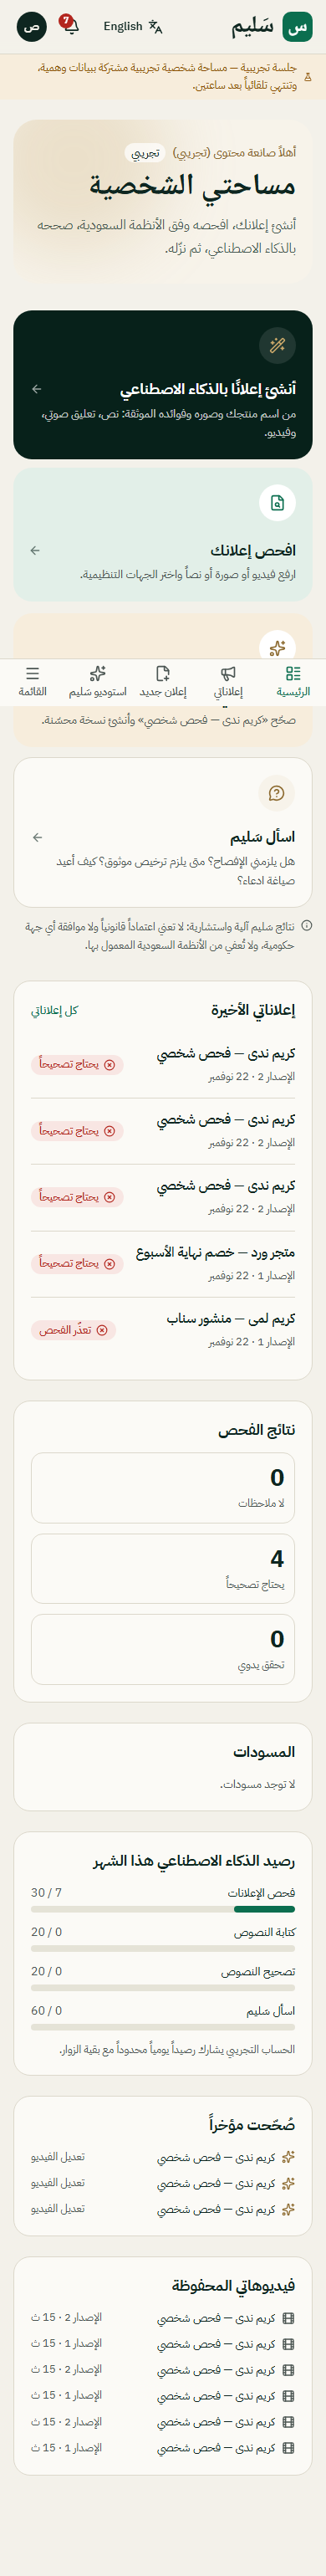 س
سَليم
English
7
ص
جلسة تجريبية — مساحة شخصية تجريبية مشتركة ببيانات وهمية،
وتنتهي تلقائياً بعد ساعتين.
أهلاً صانعة محتوى (تجريبي)
تجريبي
مساحتي الشخصية
أنشئ إعلانك، افحصه وفق الأنظمة السعودية، صححه
بالذكاء الاصطناعي، ثم نزّله.
أنشئ إعلانًا بالذكاء الاصطناعي
من اسم منتجك وصوره وفوائده الموثقة: نص، تعليق صوتي،
وفيديو.
افحص إعلانك
ارفع فيديو أو صورة أو نصاً واختر الجهات التنظيمية.
الرئيسية
إعلاناتي
إعلان جديد
استوديو سَليم
القائمة
صحّح «كريم ندى — فحص شخصي» وأنشئ نسخة محسّنة.
اسأل سَليم
هل يلزمني الإفصاح؟ متى يلزم ترخيص موثوق؟ كيف أعيد
صياغة ادعاء؟
نتائج سَليم آلية واستشارية: لا تعني اعتماداً قانونياً ولا موافقة أي جهة
حكومية، ولا تُعفي من الأنظمة السعودية المعمول بها.
إعلاناتي الأخيرة
كل إعلاناتي
كريم ندى — فحص شخصي
الإصدار 2 · 22 نوفمبر
يحتاج تصحيحاً
كريم ندى — فحص شخصي
الإصدار 2 · 22 نوفمبر
يحتاج تصحيحاً
كريم ندى — فحص شخصي
الإصدار 2 · 22 نوفمبر
يحتاج تصحيحاً
متجر ورد — خصم نهاية الأسبوع
الإصدار 1 · 22 نوفمبر
يحتاج تصحيحاً
كريم لمى — منشور سناب
الإصدار 1 · 22 نوفمبر
تعذّر الفحص
نتائج الفحص
0
لا ملاحظات
4
يحتاج تصحيحاً
0
تحقق يدوي
المسودات
لا توجد مسودات.
رصيد الذكاء الاصطناعي هذا الشهر
فحص الإعلانات
7 / 30
كتابة النصوص
0 / 20
تصحيح النصوص
0 / 20
اسأل سَليم
0 / 60
الحساب التجريبي يشارك رصيداً يومياً محدوداً مع بقية الزوار.
صُحّحت مؤخراً
كريم ندى — فحص شخصي
تعديل الفيديو
كريم ندى — فحص شخصي
تعديل الفيديو
كريم ندى — فحص شخصي
تعديل الفيديو
فيديوهاتي المحفوظة
كريم ندى — فحص شخصي
الإصدار 2 · 15 ث
كريم ندى — فحص شخصي
الإصدار 1 · 15 ث
كريم ندى — فحص شخصي
الإصدار 2 · 15 ث
كريم ندى — فحص شخصي
الإصدار 1 · 15 ث
كريم ندى — فحص شخصي
الإصدار 2 · 15 ث
كريم ندى — فحص شخصي
الإصدار 1 · 15 ث